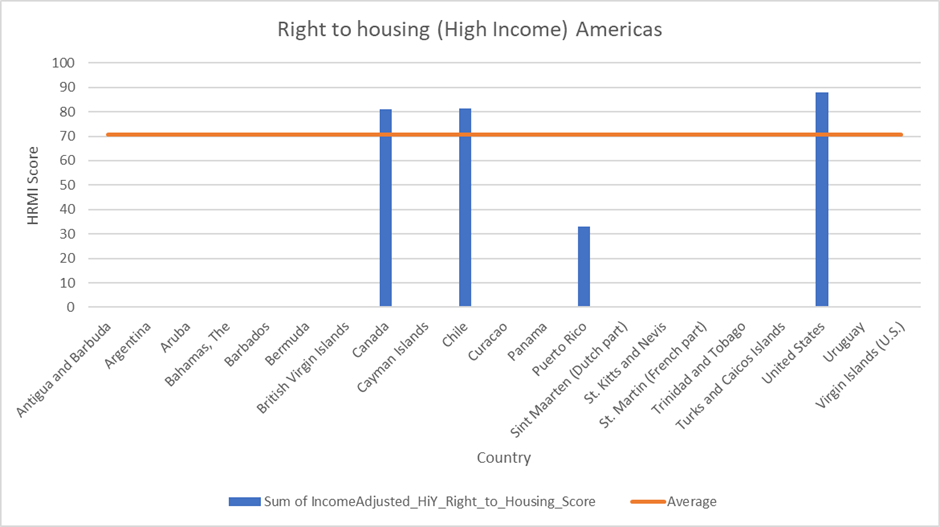 Right to housing (High Income) Americas
100
90
80
70
60
50
40
30
20
10
0
HRMI Score
Antigua and Barbuda
Argentina
Aruba
Bahamas, The
Barbados
Bermuda
British Virgin Islands
Canada
Cayman Islands
Chile
Curacao
Panama
Puerto Rico
Sint Maarten (Dutch part)
St. Kitts and Nevis
St. Martin (French part)
Trinidad and Tobago
Turks and Caicos Islands
United States
Uruguay
Virgin Islands (U.S.)
Country
Sum of IncomeAdjusted_HiY_Right_to_Housing_Score
Average